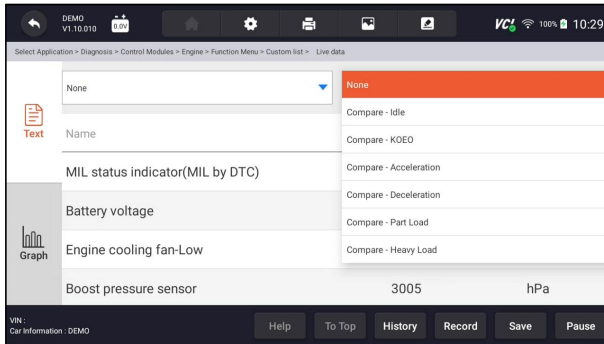 DEMO
V1.10.010
0.0V
VCI
100%
10:29
Select Application > Diagnosis > Control Modules > Engine > Function Menu > Custom list > Live data
None
None
Compare - Idle
Compare - KOEO
Compare - Acceleration
Compare - Deceleration
Compare - Part Load
Compare - Heavy Load
Text
Graph
Name
MIL status indicator(MIL by DTC)
Battery voltage
Engine cooling fan-Low
Boost pressure sensor 3005 hPa
VIN :
Car Information : DEMO
Help To Top History Record Save Pause